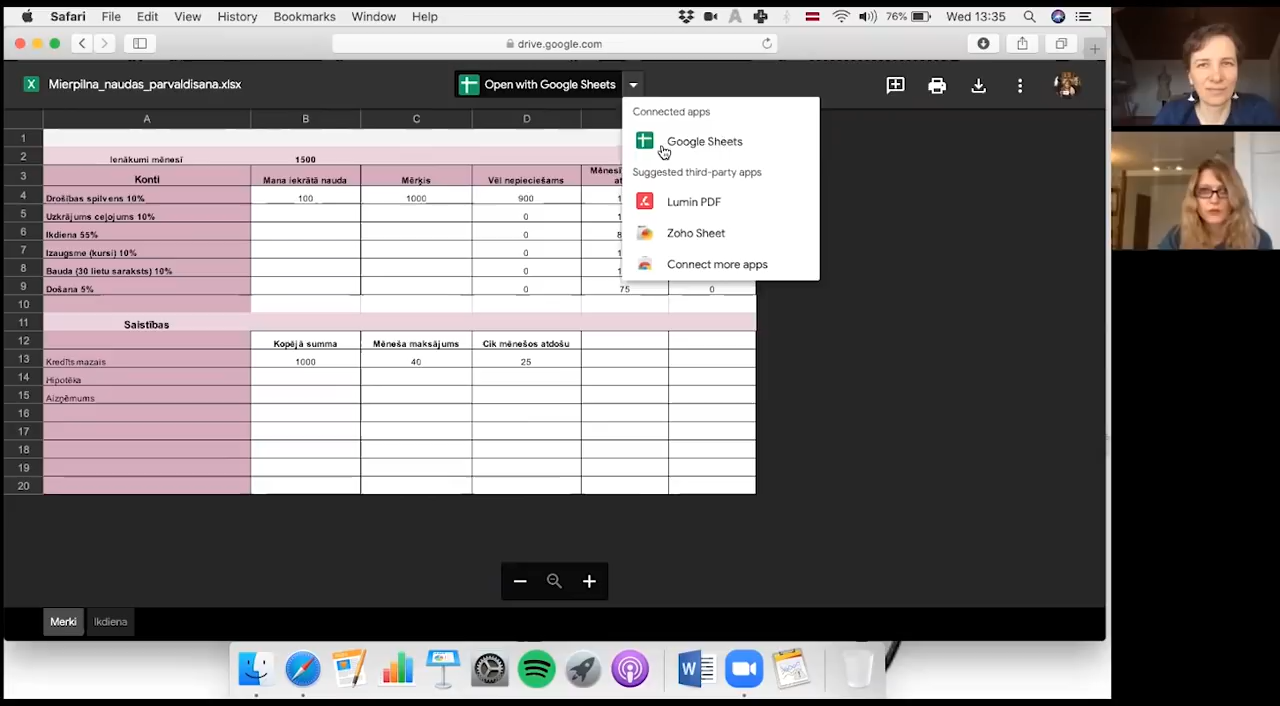 Safari File Edit View History Bookmarks Window Help 76% Wed 13:35
drive.google.com
Mierpilna_naudas_parvaldisana.xlsx Open with Google Sheets
Connected apps
Google Sheets
Suggested third-party apps
Lumin PDF
Zoho Sheet
Connect more apps
A B C D
1
2 Ienākumi mēnesī 1500
3 Konti Mana iekrātā nauda Mērķis Vēl nepieciešams
4 Drošības spilvens 10% 100 1000 900
5 Uzkrājums ceļojums 10% 0
6 Ikdiena 55% 0
7 Izaugsme (kursi) 10% 0
8 Bauda (30 lietu saraksts) 10% 0
9 Došana 5% 0 75 0
10
11 Saistības
12 Kopējā summa Mēneša maksājums Cik mēnešos atdošu
13 Kredīts mazais 1000 40 25
14 Hipotēka
15 Aizņēmums
16
17
18
19
20
Merki Ikdiena